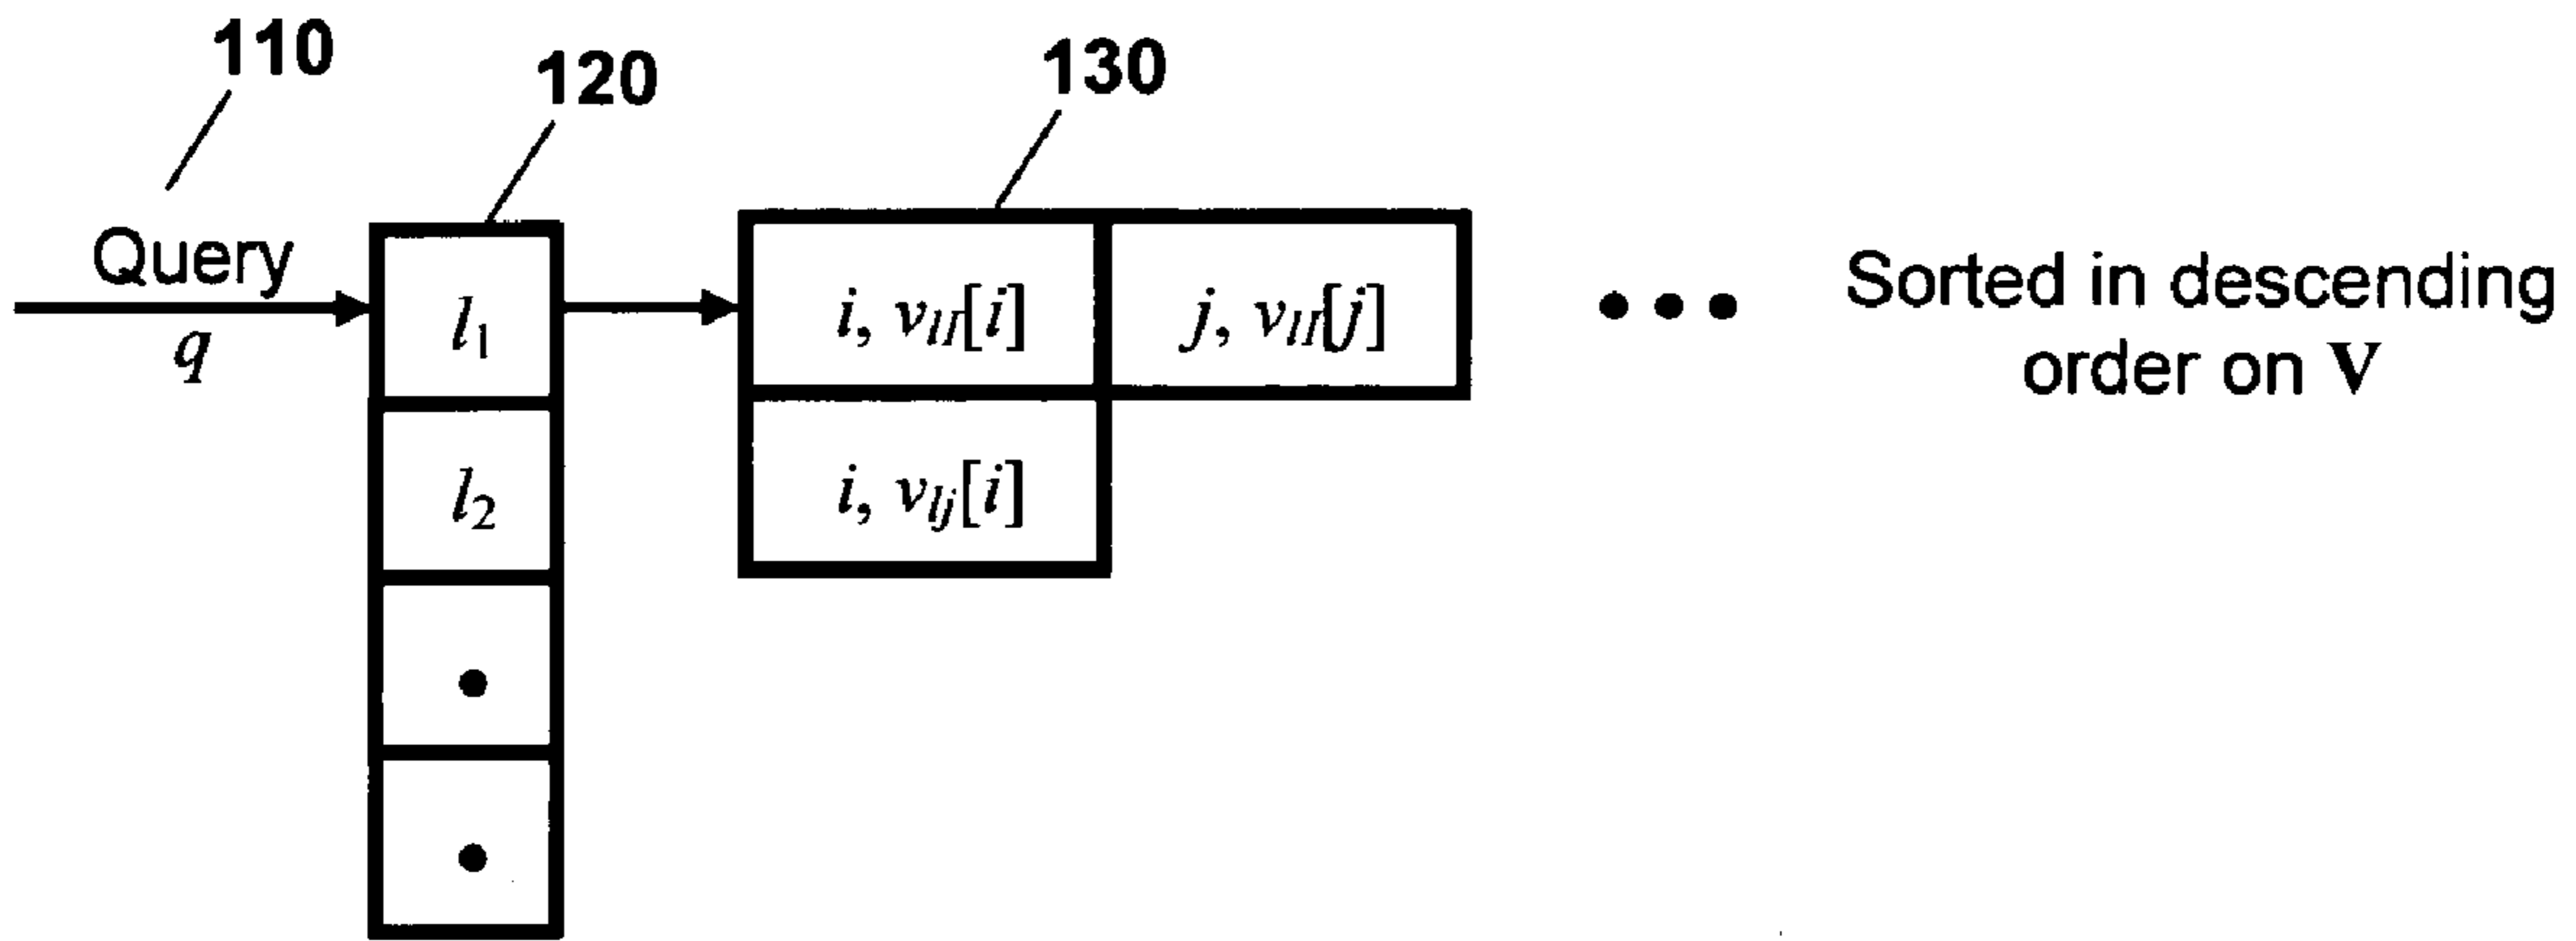 110
120
130
Query
q
l₁
l₂
i, vₗ₁[i]
j, vₗ₁[j]
i, vₗⱼ[i]
Sorted in descending
order on V